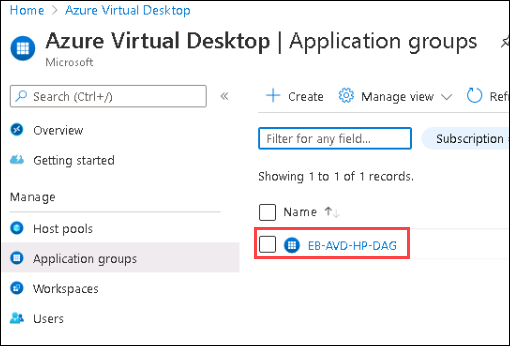 Home > Azure Virtual Desktop
Azure Virtual Desktop | Application groups
Microsoft
Search (Ctrl+/) «
Overview
Getting started
Manage
Host pools
Application groups
Workspaces
Users
+ Create Manage view
Filter for any field... Subscription
Showing 1 to 1 of 1 records.
Name ↑↓
EB-AVD-HP-DAG